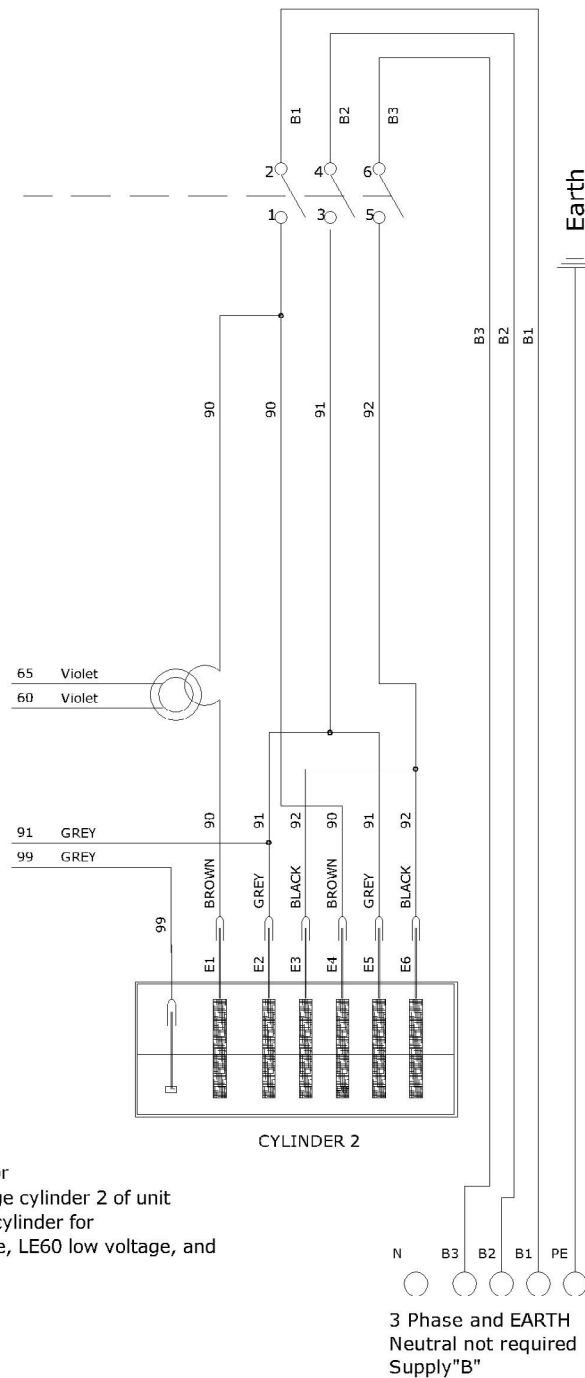 B1
B2
B3
2
4
6
1
3
5
Earth
B3
B2
B1
90
90
91
92
65 Violet
60 Violet
91 GREY
99 GREY
90
91
92
90
91
92
BROWN
GREY
BLACK
BROWN
GREY
BLACK
99
E1
E2
E3
E4
E5
E6
CYLINDER 2
or
ge cylinder 2 of unit
cylinder for
e, LE60 low voltage, and
N B3 B2 B1 PE
3 Phase and EARTH
Neutral not required
Supply"B"